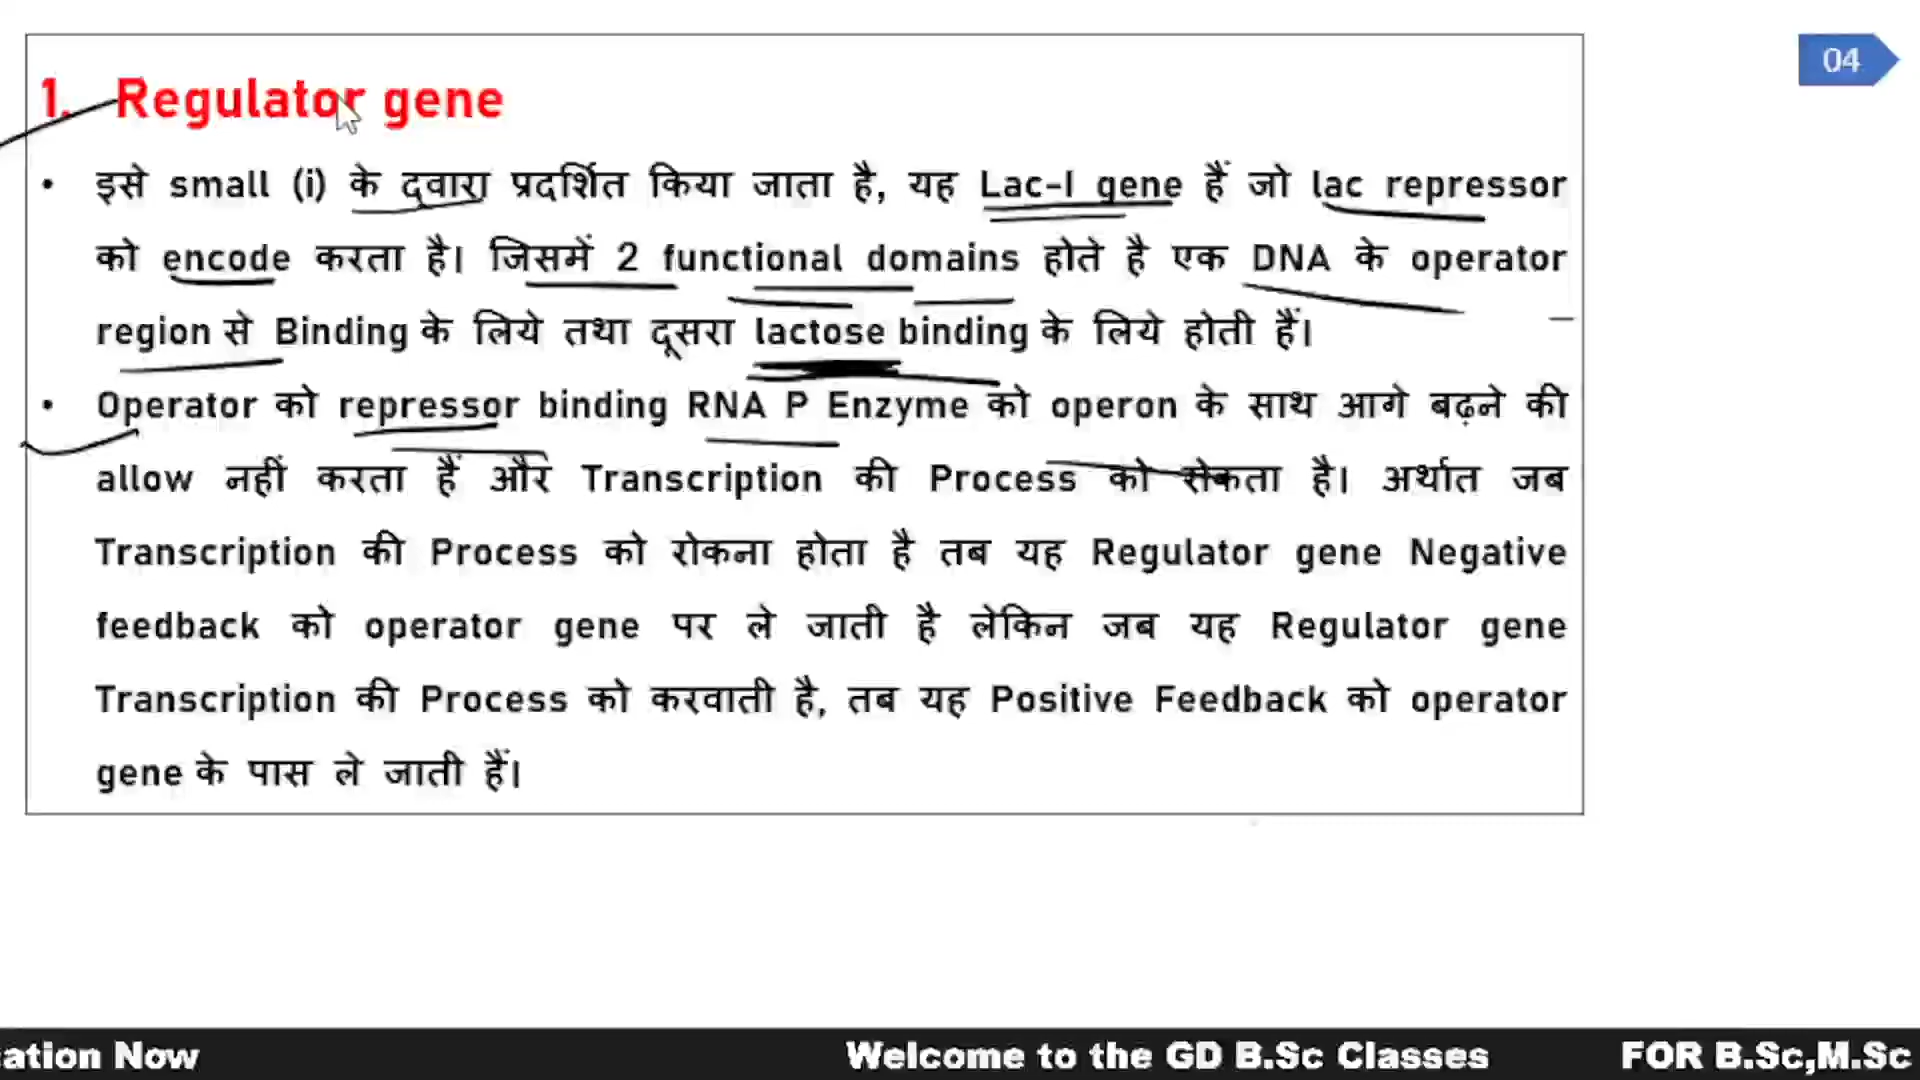 04
1. Regulator gene
• इसे small (i) के द्वारा प्रदर्शित किया जाता है, यह Lac-I gene हैं जो lac repressor
को encode करता है। जिसमें 2 functional domains होते है एक DNA के operator
region से Binding के लिये तथा दूसरा lactose binding के लिये होती हैं।
• Operator को repressor binding RNA P Enzyme को operon के साथ आगे बढ़ने की
allow नहीं करता हैं और Transcription की Process को रोकता है। अर्थात जब
Transcription की Process को रोकना होता है तब यह Regulator gene Negative
feedback को operator gene पर ले जाती है लेकिन जब यह Regulator gene
Transcription की Process को करवाती है, तब यह Positive Feedback को operator
gene के पास ले जाती हैं।
ation Now Welcome to the GD B.Sc Classes FOR B.Sc,M.Sc